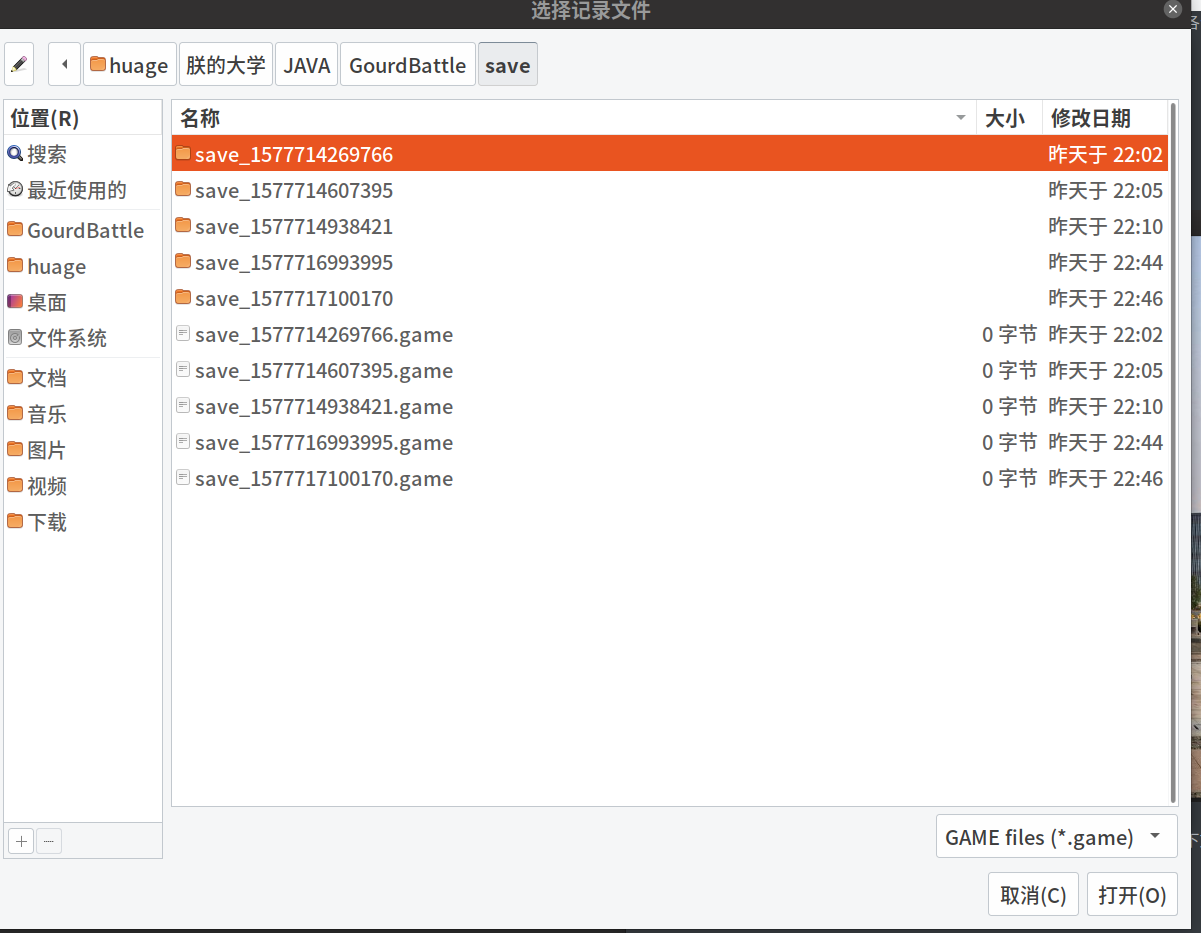 选择记录文件
huage 朕的大学 JAVA GourdBattle save
位置(R)
搜索
最近使用的
GourdBattle
huage
桌面
文件系统
文档
音乐
图片
视频
下载
名称 大小 修改日期
save_1577714269766 昨天于 22:02
save_1577714607395 昨天于 22:05
save_1577714938421 昨天于 22:10
save_1577716993995 昨天于 22:44
save_1577717100170 昨天于 22:46
save_1577714269766.game 0 字节 昨天于 22:02
save_1577714607395.game 0 字节 昨天于 22:05
save_1577714938421.game 0 字节 昨天于 22:10
save_1577716993995.game 0 字节 昨天于 22:44
save_1577717100170.game 0 字节 昨天于 22:46
GAME files (*.game)
取消(C) 打开(O)